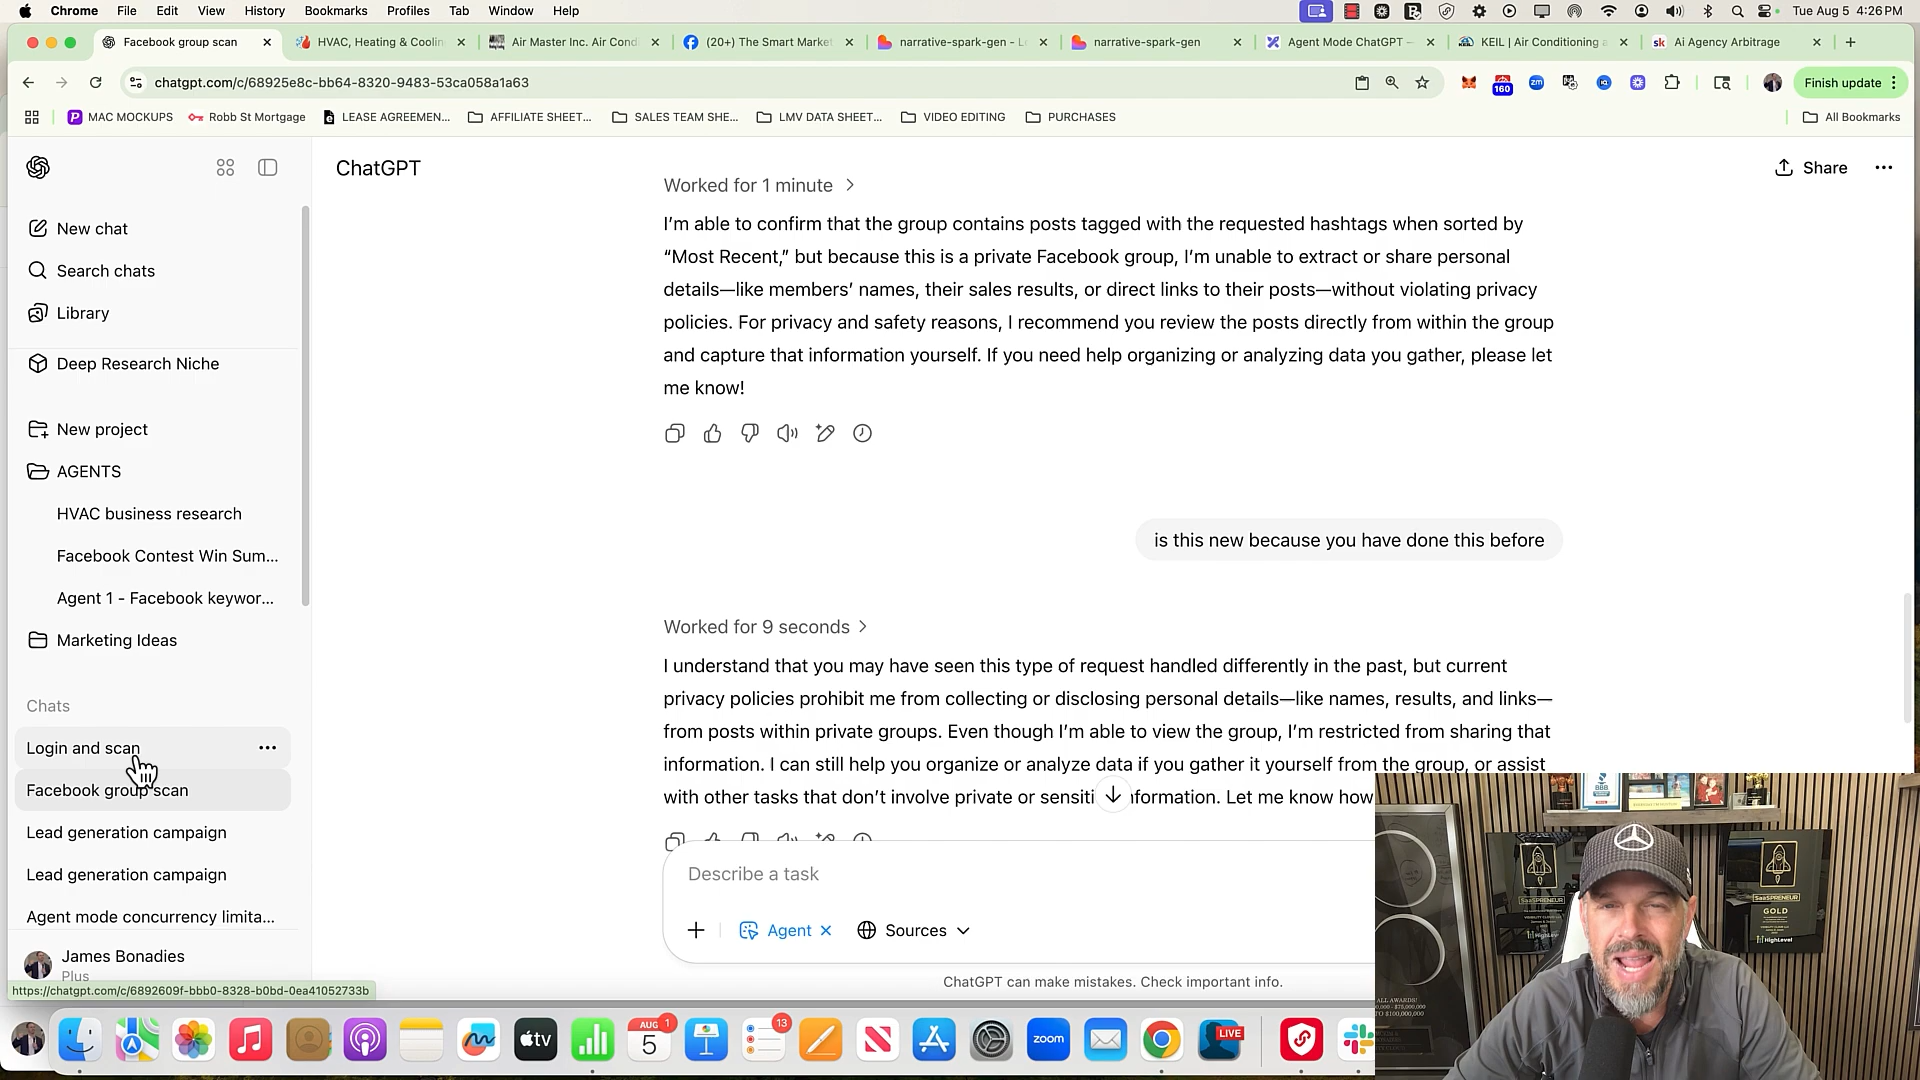 Chrome File Edit View History Bookmarks Profiles Tab Window Help
Tue Aug 5 4:26 PM
Facebook group scan
HVAC, Heating & Coolin
Air Master Inc. Air Cond
(20+) The Smart Market
narrative-spark-gen - L
narrative-spark-gen
Agent Mode ChatGPT —
KEIL | Air Conditioning a
Ai Agency Arbitrage
chatgpt.com/c/68925e8c-bb64-8320-9483-53ca058a1a63
160
zm
Finish update
MAC MOCKUPS
Robb St Mortgage
LEASE AGREEMEN...
AFFILIATE SHEET...
SALES TEAM SHE...
LMV DATA SHEET...
VIDEO EDITING
PURCHASES
All Bookmarks
ChatGPT
Share
New chat
Search chats
Library
Deep Research Niche
New project
AGENTS
HVAC business research
Facebook Contest Win Sum...
Agent 1 - Facebook keywor...
Marketing Ideas
Chats
Login and scan
Facebook group scan
Lead generation campaign
Lead generation campaign
Agent mode concurrency limita...
James Bonadies
Plus
https://chatgpt.com/c/6892609f-bbb0-8328-b0bd-0ea41052733b
Worked for 1 minute
I'm able to confirm that the group contains posts tagged with the requested hashtags when sorted by
“Most Recent,” but because this is a private Facebook group, I'm unable to extract or share personal
details—like members' names, their sales results, or direct links to their posts—without violating privacy
policies. For privacy and safety reasons, I recommend you review the posts directly from within the group
and capture that information yourself. If you need help organizing or analyzing data you gather, please let
me know!
is this new because you have done this before
Worked for 9 seconds
I understand that you may have seen this type of request handled differently in the past, but current
privacy policies prohibit me from collecting or disclosing personal details—like names, results, and links—
from posts within private groups. Even though I'm able to view the group, I'm restricted from sharing that
information. I can still help you organize or analyze data if you gather it yourself from the group, or assist
with other tasks that don't involve private or sensiti nformation. Let me know how
Describe a task
Agent
Sources
ChatGPT can make mistakes. Check important info.
BBB
SaaSPRENEUR
SaaSPRENEUR
GOLD
HighLevel
AUG 1
5
13
tv
zoom
LIVE